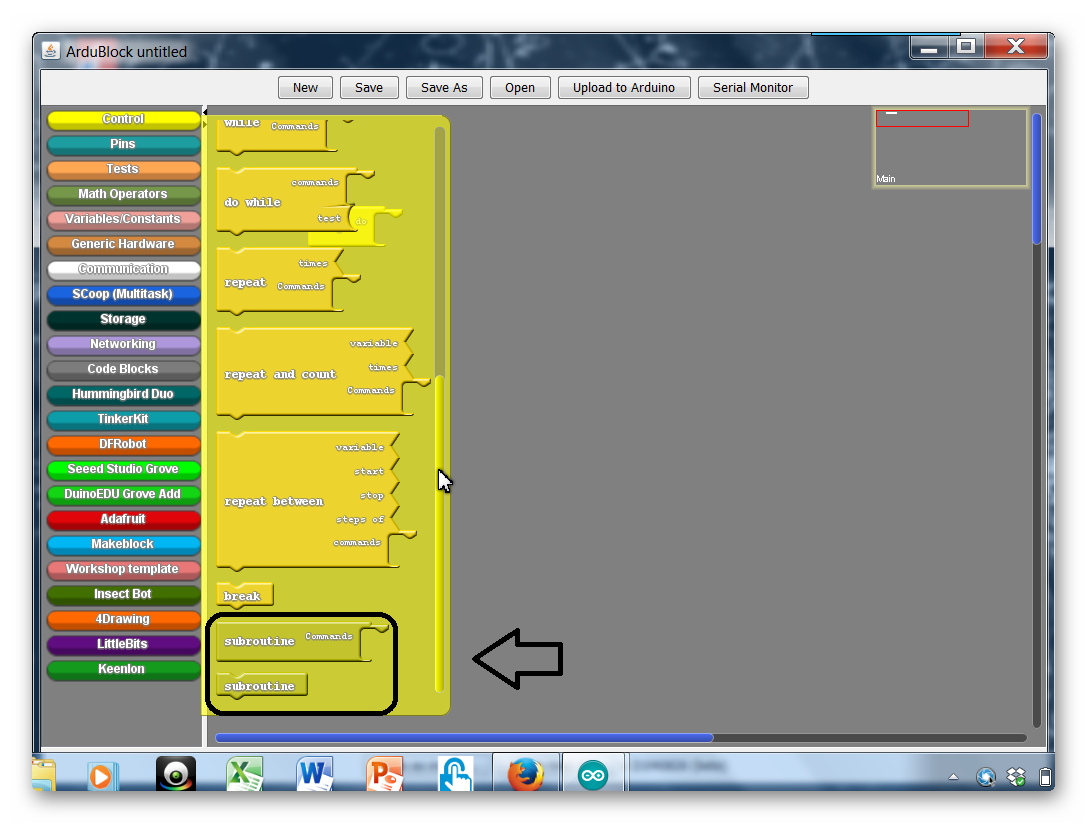 ArduBlock untitled
New
Save
Save As
Open
Upload to Arduino
Serial Monitor
Control
Pins
Tests
Math Operators
Variables/Constants
Generic Hardware
Communication
SCoop (Multitask)
Storage
Networking
Code Blocks
Hummingbird Duo
TinkerKit
DFRobot
Seeed Studio Grove
DuinoEDU Grove Add
Adafruit
Makeblock
Workshop template
Insect Bot
4Drawing
LittleBits
Keenlon
while Commands
commands
do while
test
do
times
repeat
Commands
variable
times
repeat and count
Commands
variable
start
stop
repeat between
steps of
commands
break
subroutine Commands
subroutine
Main